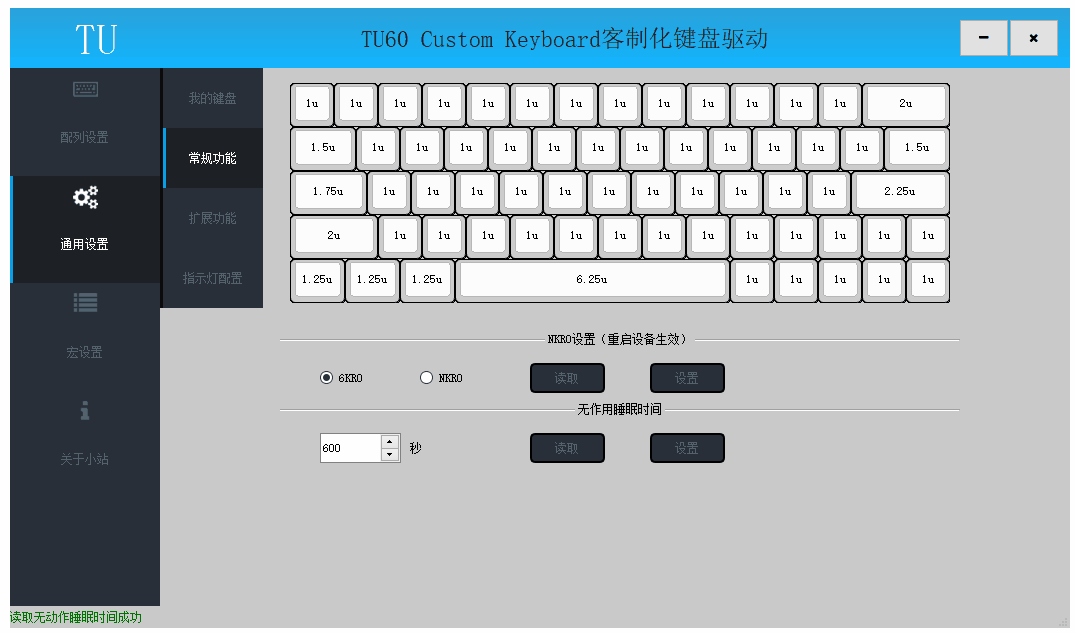 TU
TU60 Custom Keyboard客制化键盘驱动
配列设置
通用设置
宏设置
关于小站
我的键盘
常规功能
扩展功能
指示灯配置
1u 1u 1u 1u 1u 1u 1u 1u 1u 1u 1u 1u 1u 2u
1.5u 1u 1u 1u 1u 1u 1u 1u 1u 1u 1u 1u 1u 1.5u
1.75u 1u 1u 1u 1u 1u 1u 1u 1u 1u 1u 1u 2.25u
2u 1u 1u 1u 1u 1u 1u 1u 1u 1u 1u 1u 1u 1u
1.25u 1.25u 1.25u 6.25u 1u 1u 1u 1u 1u
NKRO设置（重启设备生效）
6KRO NKRO 读取 设置
无作用睡眠时间
600 秒 读取 设置
读取无动作睡眠时间成功